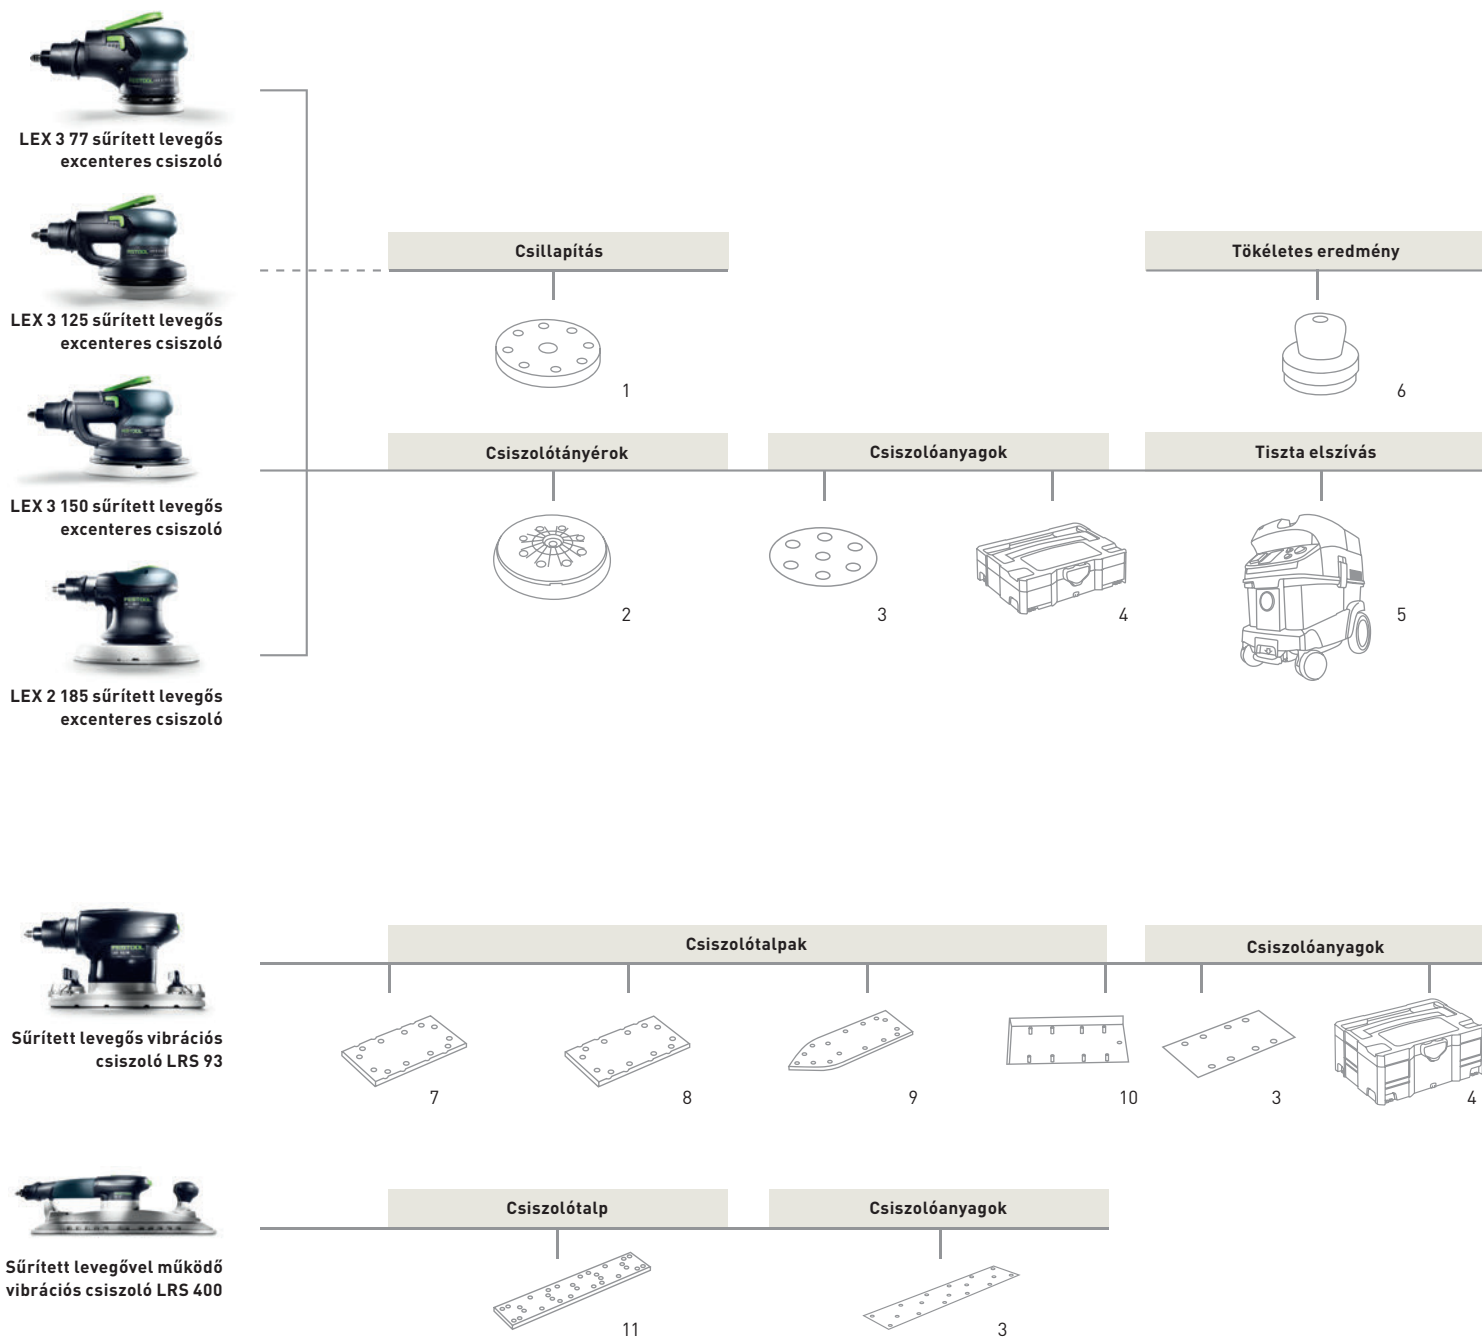 LEX 3 77 sűrített levegős
excenteres csiszoló
LEX 3 125 sűrített levegős
excenteres csiszoló
LEX 3 150 sűrített levegős
excenteres csiszoló
LEX 2 185 sűrített levegős
excenteres csiszoló
Csillapítás
1
Tökéletes eredmény
6
Csiszolótányérok
2
Csiszolóanyagok
3
4
Tiszta elszívás
5
Sűrített levegős vibrációs
csiszoló LRS 93
Csiszolótalpak
7
8
9
10
Csiszolóanyagok
3
4
Sűrített levegővel működő
vibrációs csiszoló LRS 400
Csiszolótalp
11
Csiszolóanyagok
3